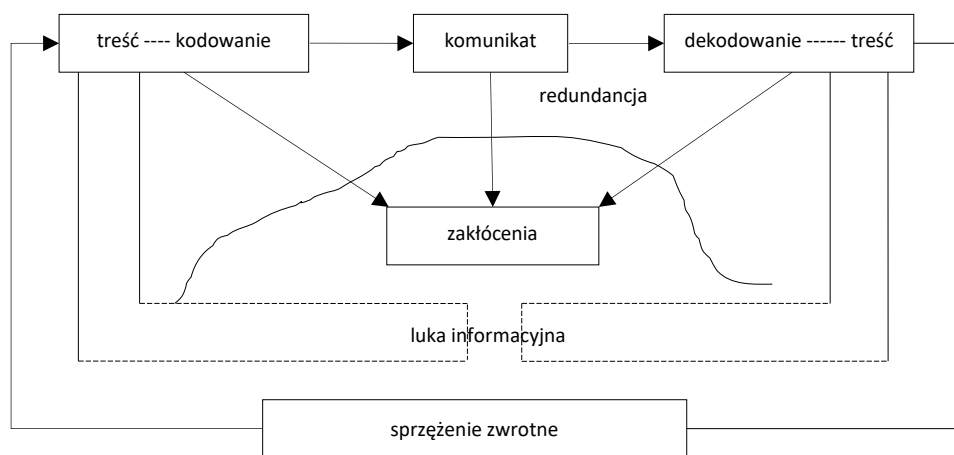 treść ---- kodowanie
komunikat
dekodowanie ------ treść
redundancja
zakłócenia
luka informacyjna
sprzężenie zwrotne